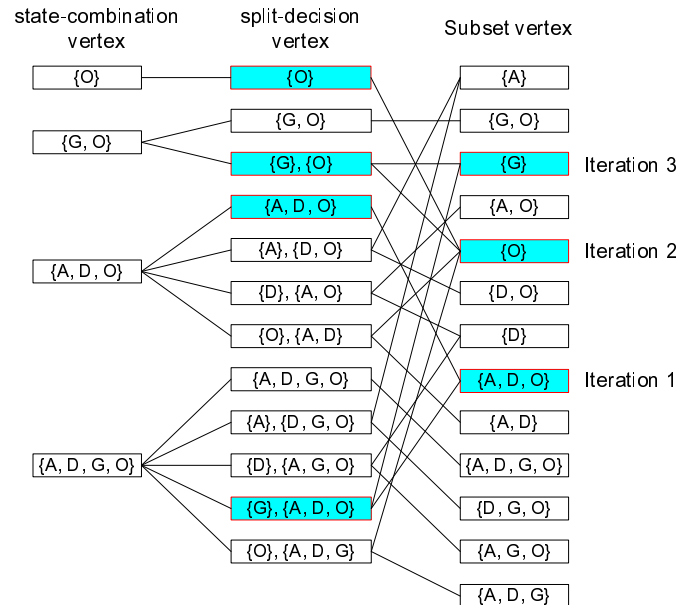 state-combination
vertex
split-decision
vertex
Subset vertex
{O}
{O}
{A}
{G, O}
{G, O}
{G, O}
{G}, {O}
{G}
Iteration 3
{A, D, O}
{A, O}
{A}, {D, O}
{O}
Iteration 2
{A, D, O}
{D}, {A, O}
{D, O}
{O}, {A, D}
{D}
{A, D, G, O}
{A, D, O}
Iteration 1
{A}, {D, G, O}
{A, D}
{A, D, G, O}
{D}, {A, G, O}
{A, D, G, O}
{G}, {A, D, O}
{D, G, O}
{O}, {A, D, G}
{A, G, O}
{A, D, G}